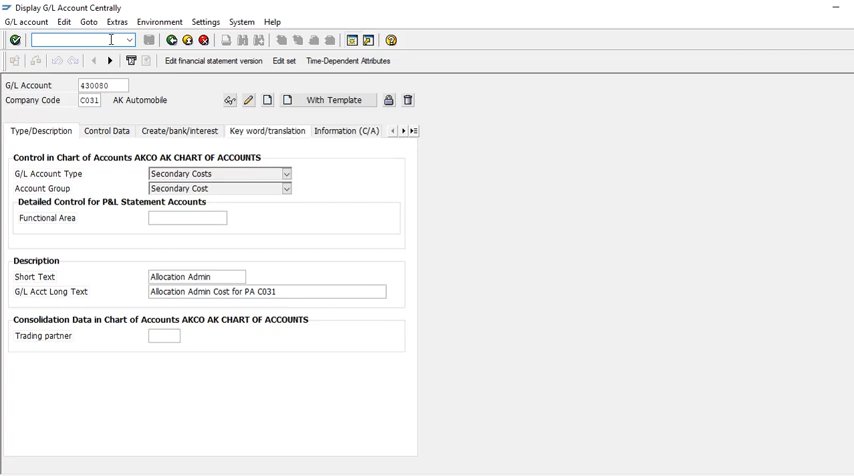 Display G/L Account Centrally
G/L account Edit Goto Extras Environment Settings System Help
Edit financial statement version Edit set Time-Dependent Attributes
G/L Account 430080
Company Code C031 AK Automobile With Template
Type/Description Control Data Create/bank/interest Key word/translation Information (C/A)
Control in Chart of Accounts AKCO AK CHART OF ACCOUNTS
G/L Account Type Secondary Costs
Account Group Secondary Cost
Detailed Control for P&L Statement Accounts
Functional Area
Description
Short Text Allocation Admin
G/L Acct Long Text Allocation Admin Cost for PA C031
Consolidation Data in Chart of Accounts AKCO AK CHART OF ACCOUNTS
Trading partner